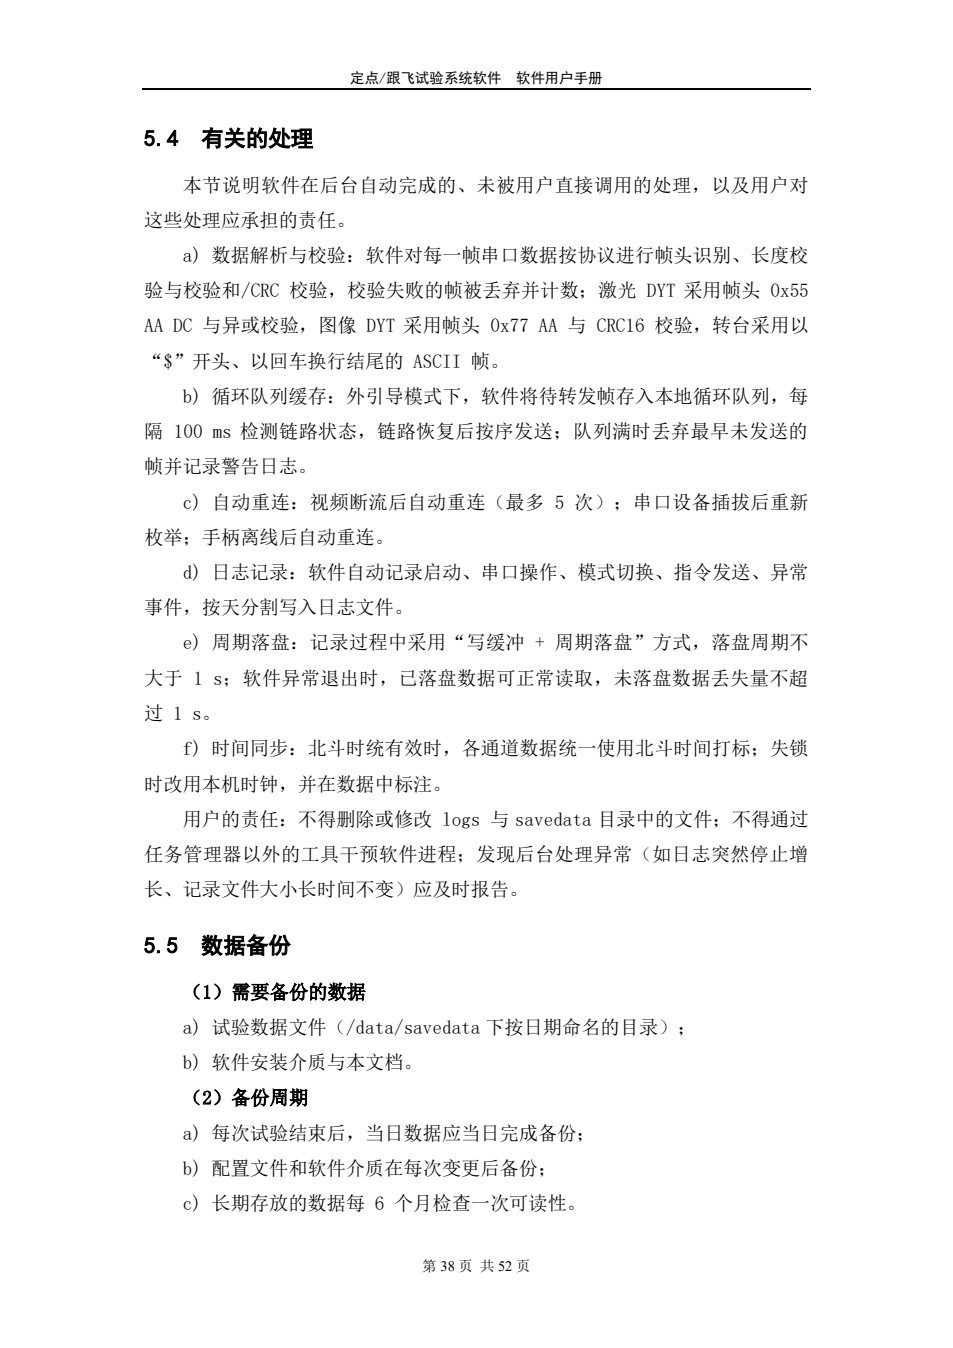 定点/跟飞试验系统软件　软件用户手册
5.4　有关的处理
本节说明软件在后台自动完成的、未被用户直接调用的处理，以及用户对
这些处理应承担的责任。
a) 数据解析与校验：软件对每一帧串口数据按协议进行帧头识别、长度校
验与校验和/CRC 校验，校验失败的帧被丢弃并计数；激光 DYT 采用帧头 0x55
AA DC 与异或校验，图像 DYT 采用帧头 0x77 AA 与 CRC16 校验，转台采用以
“$”开头、以回车换行结尾的 ASCII 帧。
b) 循环队列缓存：外引导模式下，软件将待转发帧存入本地循环队列，每
隔 100 ms 检测链路状态，链路恢复后按序发送；队列满时丢弃最早未发送的
帧并记录警告日志。
c) 自动重连：视频断流后自动重连（最多 5 次）；串口设备插拔后重新
枚举；手柄离线后自动重连。
d) 日志记录：软件自动记录启动、串口操作、模式切换、指令发送、异常
事件，按天分割写入日志文件。
e) 周期落盘：记录过程中采用“写缓冲 + 周期落盘”方式，落盘周期不
大于 1 s；软件异常退出时，已落盘数据可正常读取，未落盘数据丢失量不超
过 1 s。
f) 时间同步：北斗时统有效时，各通道数据统一使用北斗时间打标；失锁
时改用本机时钟，并在数据中标注。
用户的责任：不得删除或修改 logs 与 savedata 目录中的文件；不得通过
任务管理器以外的工具干预软件进程；发现后台处理异常（如日志突然停止增
长、记录文件大小长时间不变）应及时报告。
5.5　数据备份
（1）需要备份的数据
a) 试验数据文件（/data/savedata 下按日期命名的目录）；
b) 软件安装介质与本文档。
（2）备份周期
a) 每次试验结束后，当日数据应当日完成备份；
b) 配置文件和软件介质在每次变更后备份；
c) 长期存放的数据每 6 个月检查一次可读性。
第 38 页 共 52 页